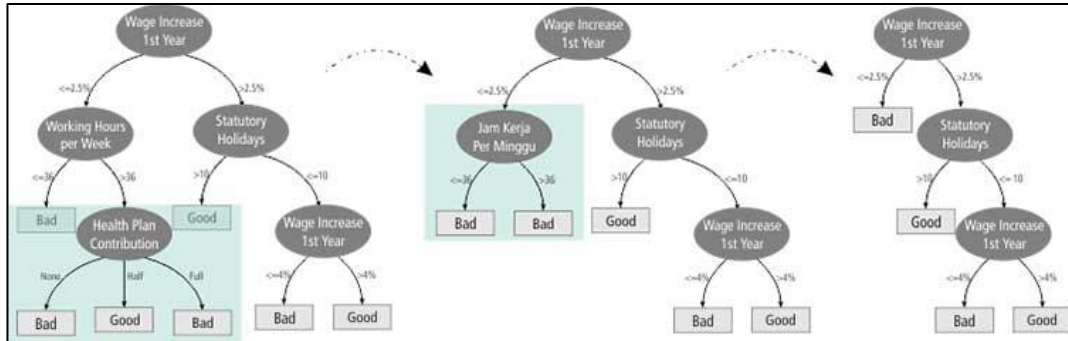 Wage Increase
1st Year
<=2.5%
>2.5%
Working Hours
per Week
Statutory
Holidays
<=36
>36
>10
<=10
Bad
Health Plan
Contribution
Good
Wage Increase
1st Year
None
Half
Full
<=4%
>4%
Bad
Good
Bad
Bad
Good
Wage Increase
1st Year
<=2.5%
>2.5%
Jam Kerja
Per Minggu
Statutory
Holidays
<=36
>36
>10
<=10
Bad
Bad
Good
Wage Increase
1st Year
<=4%
>4%
Bad
Good
Wage Increase
1st Year
<=2.5%
>2.5%
Bad
Statutory
Holidays
>10
<= 10
Good
Wage Increase
1st Year
<=4%
>4%
Bad
Good